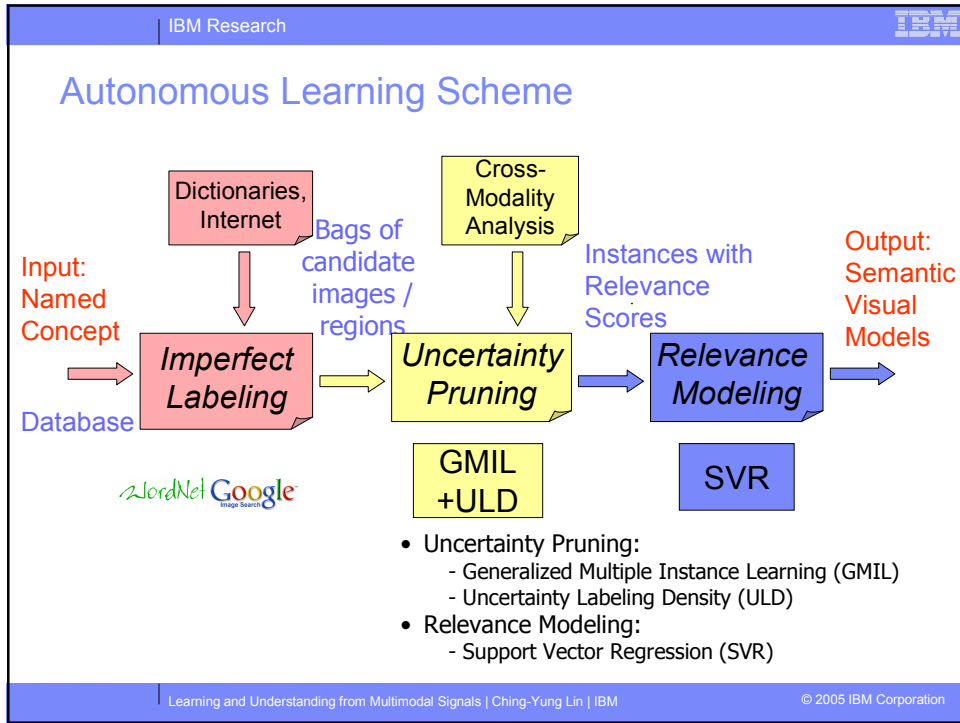 IBM Research
IBM
Autonomous Learning Scheme
Dictionaries,
Internet
Cross-
Modality
Analysis
Input:
Named
Concept
Bags of
candidate
images /
regions
Instances with
Relevance
Scores
Output:
Semantic
Visual
Models
Imperfect
Labeling
Uncertainty
Pruning
Relevance
Modeling
Database
WordNet Google
Image Search
GMIL
+ULD
SVR
• Uncertainty Pruning:
- Generalized Multiple Instance Learning (GMIL)
- Uncertainty Labeling Density (ULD)
• Relevance Modeling:
- Support Vector Regression (SVR)
Learning and Understanding from Multimodal Signals | Ching-Yung Lin | IBM
© 2005 IBM Corporation